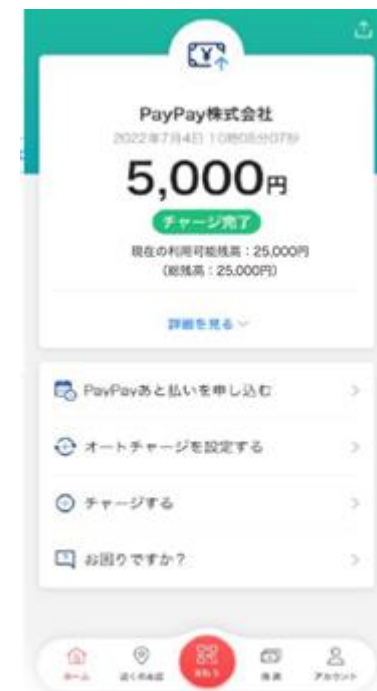 PayPay株式会社
2022年7月4日 10時08分07秒
5,000円
チャージ完了
現在の利用可能残高：25,000円
(総残高：25,000円)
詳細を見る
PayPayあと払いを申し込む
オートチャージを設定する
チャージする
お困りですか？
ホーム
近くのお店
支払う
アカウント